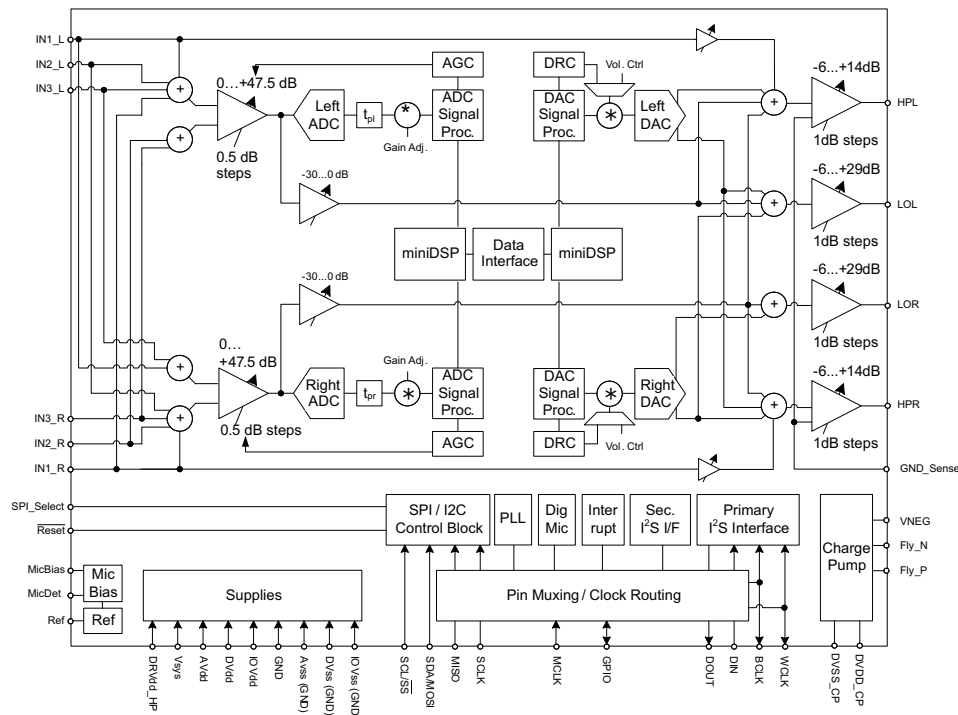 IN1_L
IN2_L
IN3_L
0…+47.5 dB
0.5 dB
steps
Left
ADC
tpl
*
Gain Adj.
AGC
ADC
Signal
Proc.
DRC
Vol. Ctrl
DAC
Signal
Proc.
*
Left
DAC
+
+
+
-6...+14dB
1dB steps
HPL
-30...0 dB
+
-6...+29dB
1dB steps
LOL
miniDSP
Data
Interface
miniDSP
-30...0 dB
+
-6...+29dB
1dB steps
LOR
+
+
0…
+47.5 dB
0.5 dB steps
Right
ADC
tpr
*
Gain Adj.
ADC
Signal
Proc.
AGC
DAC
Signal
Proc.
DRC
*
Vol. Ctrl
Right
DAC
+
-6...+14dB
1dB steps
HPR
IN3_R
IN2_R
IN1_R
GND_Sense
SPI_Select
Reset
SPI / I2C
Control Block
PLL
Dig
Mic
Inter
rupt
Sec.
I2S I/F
Primary
I2S Interface
Charge
Pump
VNEG
Fly_N
Fly_P
MicBias
MicDet
Ref
Mic
Bias
Ref
Supplies
Pin Muxing / Clock Routing
DRVdd_HP
Vsys
AVdd
DVdd
IOVdd
GND
Avss (GND)
DVss (GND)
IOVss (GND
SCL/SS
SDA/MOSI
MISO
SCLK
MCLK
GPIO
DOUT
DIN
BCLK
WCLK
DVSS_CP
DVDD_CP